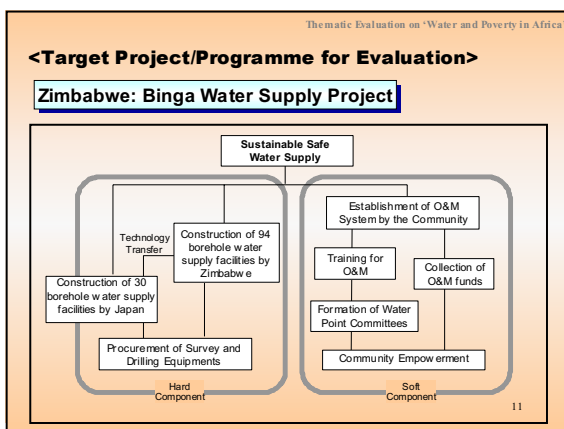 Thematic Evaluation on ‘Water and Poverty in Africa’
<Target Project/Programme for Evaluation>
Zimbabwe: Binga Water Supply Project
Sustainable Safe
Water Supply
Technology
Transfer
Construction of 94
borehole water
supply facilities by
Zimbabwe
Construction of 30
borehole water supply
facilities by Japan
Procurement of Survey and
Drilling Equipments
Hard
Component
Establishment of O&M
System by the Community
Training for
O&M
Collection of
O&M funds
Formation of Water
Point Committees
Community Empowerment
Soft
Component
11